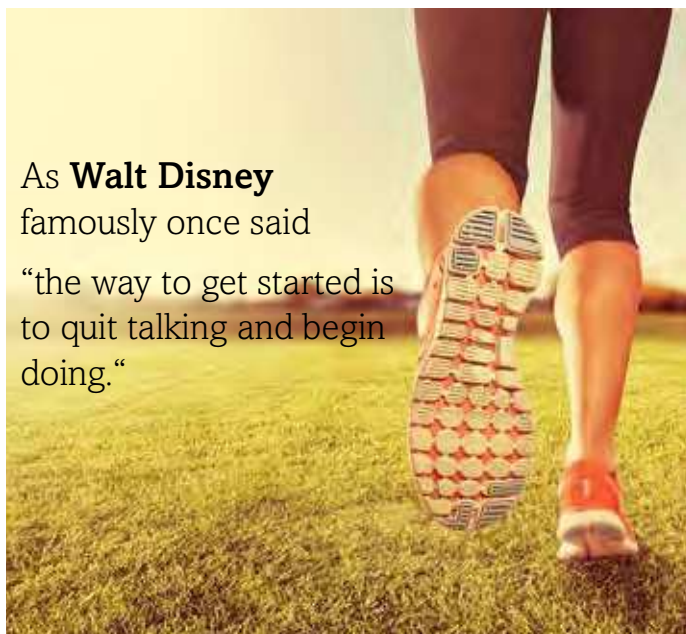 As Walt Disney
famously once said
“the way to get started is
to quit talking and begin
doing.“